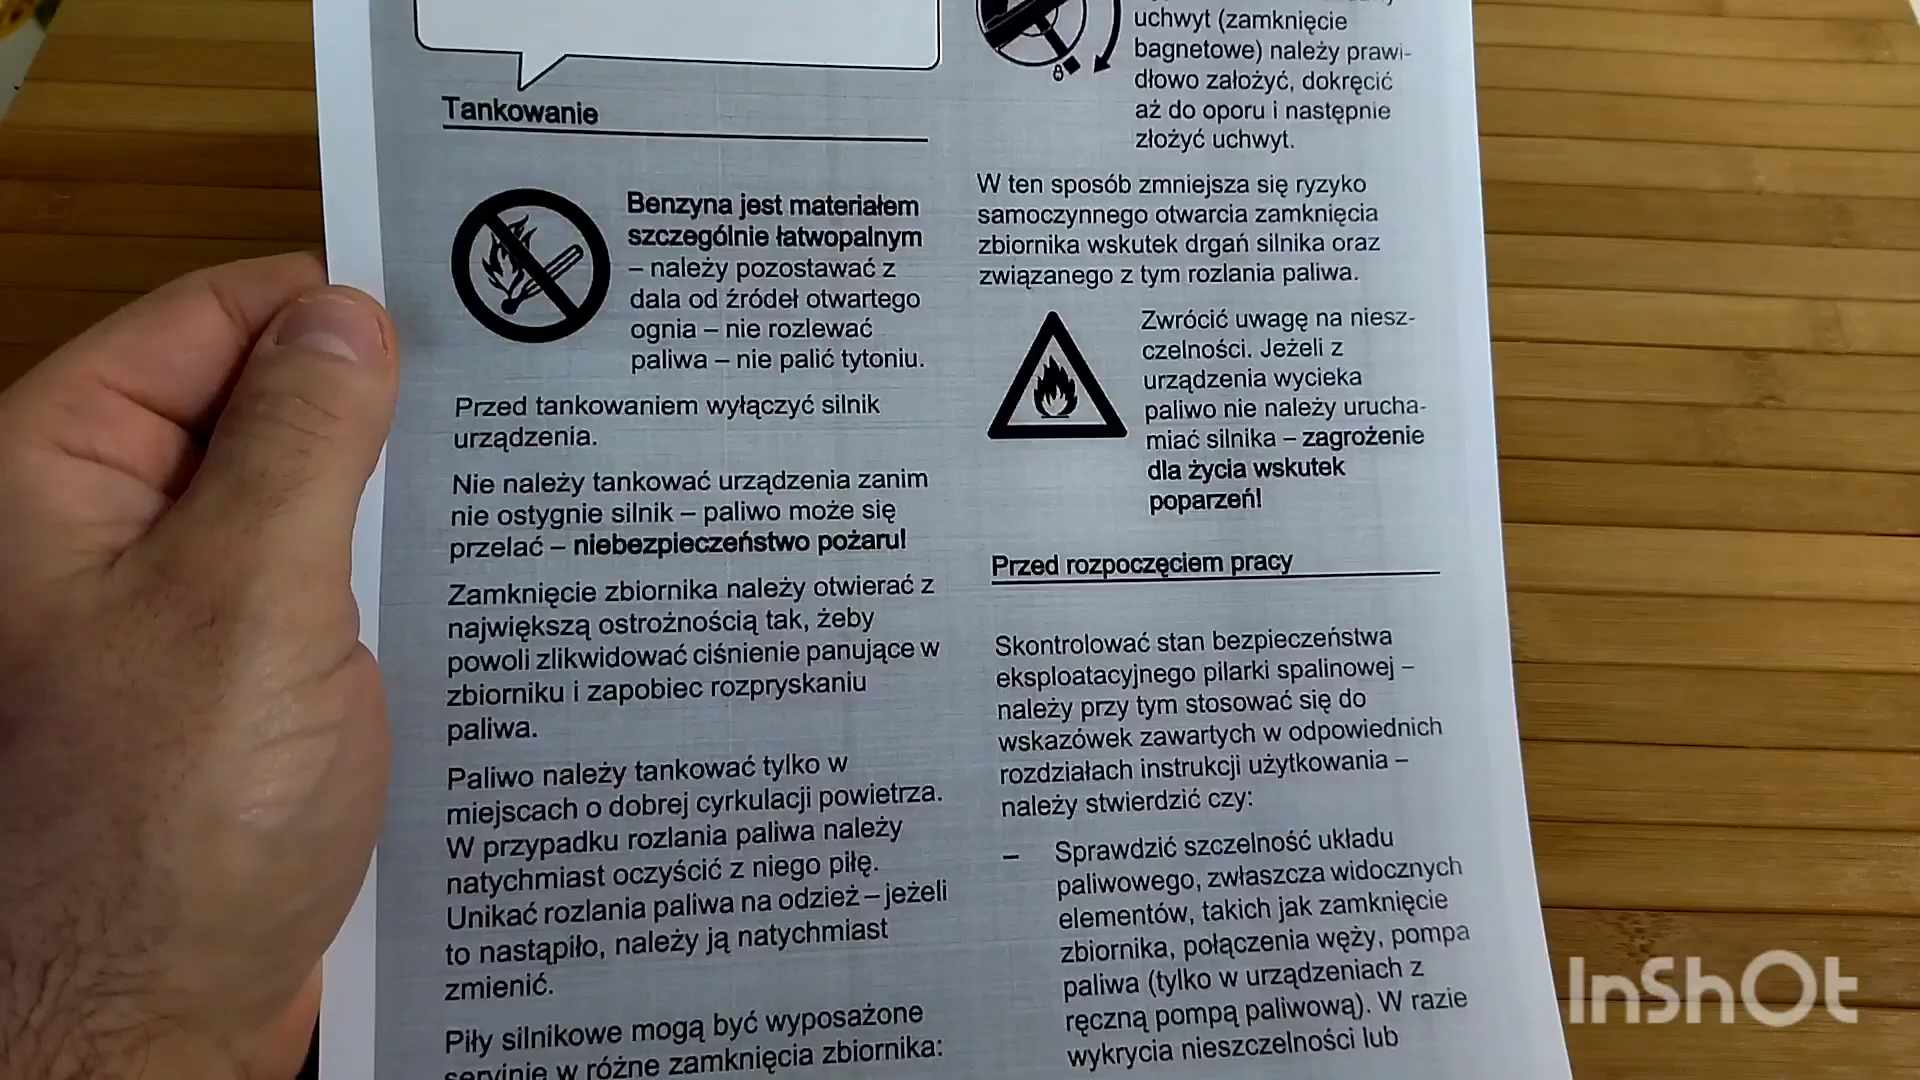 Tankowanie
Benzyna jest materiałem
szczególnie łatwopalnym
– należy pozostawać z
dala od źródeł otwartego
ognia – nie rozlewać
paliwa – nie palić tytoniu.
Przed tankowaniem wyłączyć silnik
urządzenia.
Nie należy tankować urządzenia zanim
nie ostygnie silnik – paliwo może się
przelać – niebezpieczeństwo pożaru!
Zamknięcie zbiornika należy otwierać z
największą ostrożnością tak, żeby
powoli zlikwidować ciśnienie panujące w
zbiorniku i zapobiec rozpryskaniu
paliwa.
Paliwo należy tankować tylko w
miejscach o dobrej cyrkulacji powietrza.
W przypadku rozlania paliwa należy
natychmiast oczyścić z niego piłę.
Unikać rozlania paliwa na odzież – jeżeli
to nastąpiło, należy ją natychmiast
zmienić.
Piły silnikowe mogą być wyposażone
seryjnie w różne zamknięcia zbiornika:
uchwyt (zamknięcie
bagnetowe) należy prawi-
dłowo założyć, dokręcić
aż do oporu i następnie
złożyć uchwyt.
W ten sposób zmniejsza się ryzyko
samoczynnego otwarcia zamknięcia
zbiornika wskutek drgań silnika oraz
związanego z tym rozlania paliwa.
Zwrócić uwagę na niesz-
czelności. Jeżeli z
urządzenia wycieka
paliwo nie należy urucha-
miać silnika – zagrożenie
dla życia wskutek
poparzeń!
Przed rozpoczęciem pracy
Skontrolować stan bezpieczeństwa
eksploatacyjnego pilarki spalinowej –
należy przy tym stosować się do
wskazówek zawartych w odpowiednich
rozdziałach instrukcji użytkowania –
należy stwierdzić czy:
– Sprawdzić szczelność układu
paliwowego, zwłaszcza widocznych
elementów, takich jak zamknięcie
zbiornika, połączenia węży, pompa
paliwa (tylko w urządzeniach z
ręczną pompą paliwową). W razie
wykrycia nieszczelności lub
InShOt